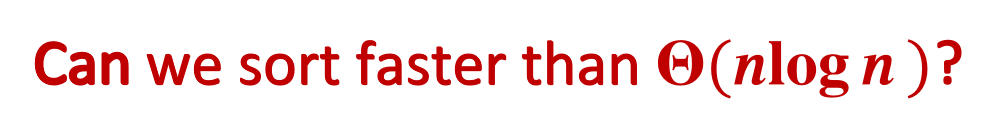 Can we sort faster than Θ(nlog n )?